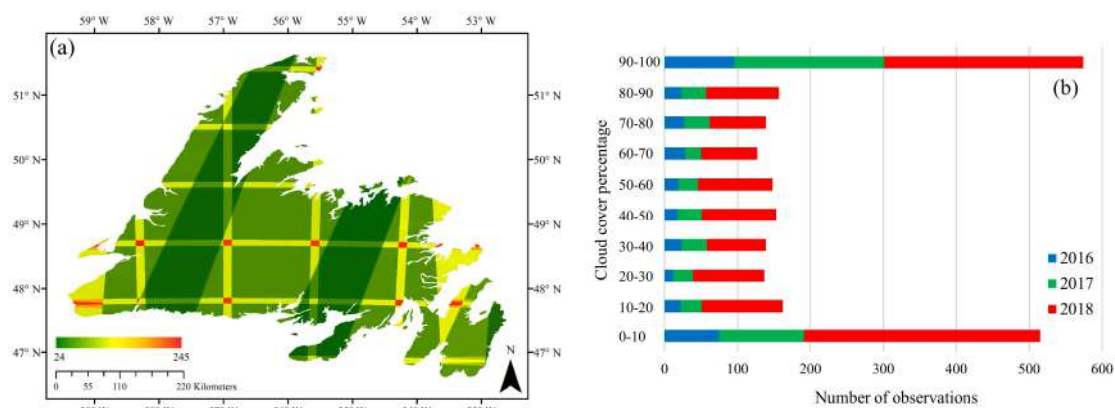 59° W 58° W 57° W 56° W 55° W 54° W 53° W
(a)
51° N
50° N
49° N
48° N
47° N
51° N
50° N
49° N
48° N
47° N
24 245
0 55 110 220 Kilometers
N
(b)
Cloud cover percentage
90-100
80-90
70-80
60-70
50-60
40-50
30-40
20-30
10-20
0-10
2016
2017
2018
0 100 200 300 400 500 600
Number of observations